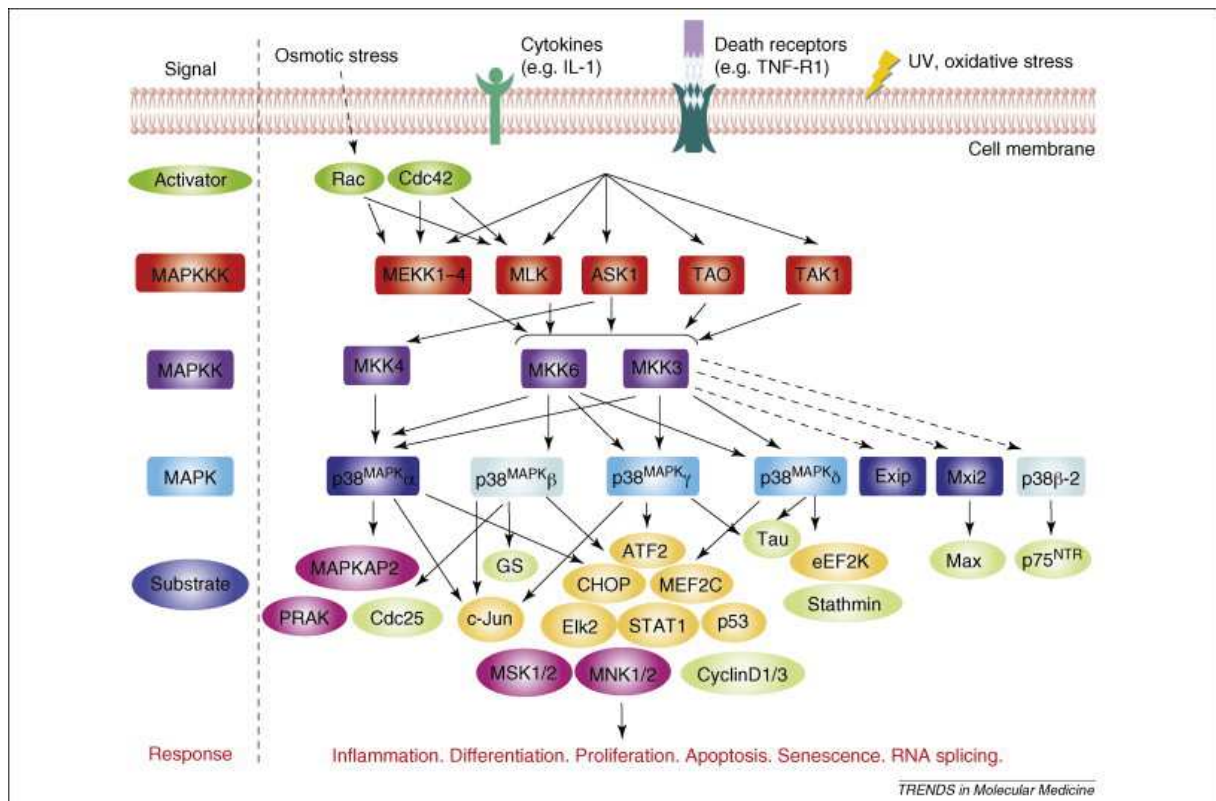 Signal
Osmotic stress
Cytokines
(e.g. IL-1)
Death receptors
(e.g. TNF-R1)
UV, oxidative stress
Cell membrane
Activator
Rac
Cdc42
MAPKKK
MEKK1–4
MLK
ASK1
TAO
TAK1
MAPKK
MKK4
MKK6
MKK3
MAPK
p38MAPKα
p38MAPKβ
p38MAPKγ
p38MAPKδ
Exip
Mxi2
p38β-2
Substrate
MAPKAP2
GS
ATF2
Tau
eEF2K
Max
p75NTR
CHOP
MEF2C
Stathmin
PRAK
Cdc25
c-Jun
Elk2
STAT1
p53
MSK1/2
MNK1/2
CyclinD1/3
Response
Inflammation. Differentiation. Proliferation. Apoptosis. Senescence. RNA splicing.
TRENDS in Molecular Medicine